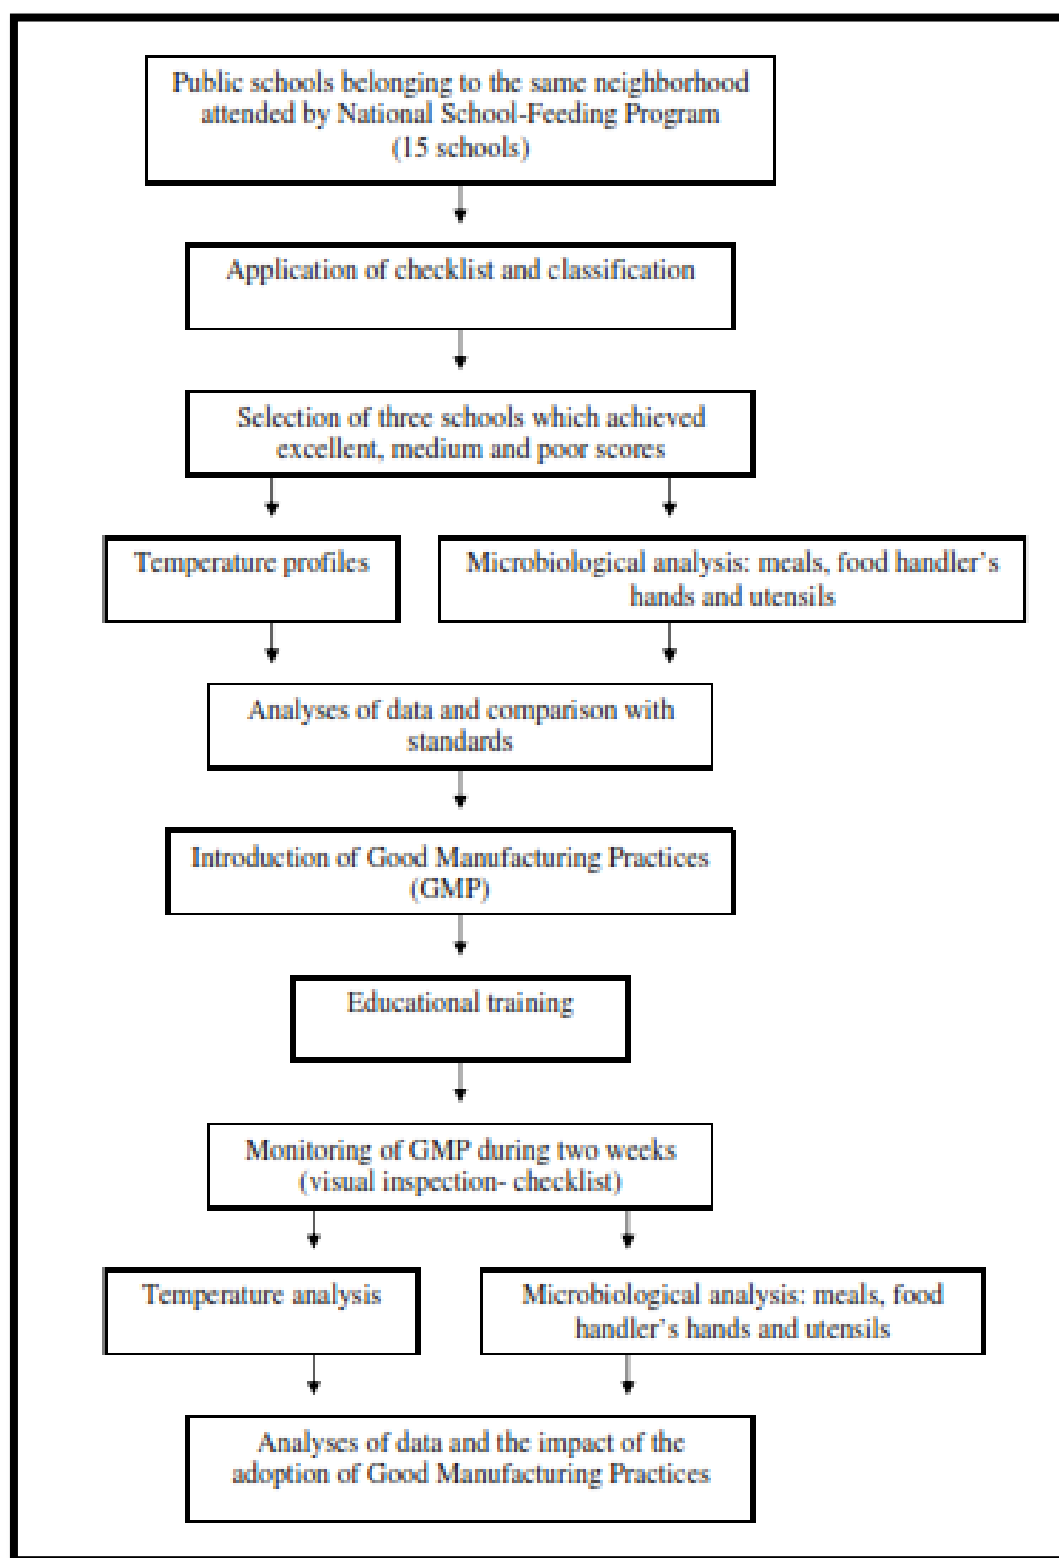 Public schools belonging to the same neighborhood
attended by National School-Feeding Program
(15 schools)
Application of checklist and classification
Selection of three schools which achieved
excellent, medium and poor scores
Temperature profiles
Microbiological analysis: meals, food handler's
hands and utensils
Analyses of data and comparison with
standards
Introduction of Good Manufacturing Practices
(GMP)
Educational training
Monitoring of GMP during two weeks
(visual inspection- checklist)
Temperature analysis
Microbiological analysis: meals, food
handler's hands and utensils
Analyses of data and the impact of the
adoption of Good Manufacturing Practices